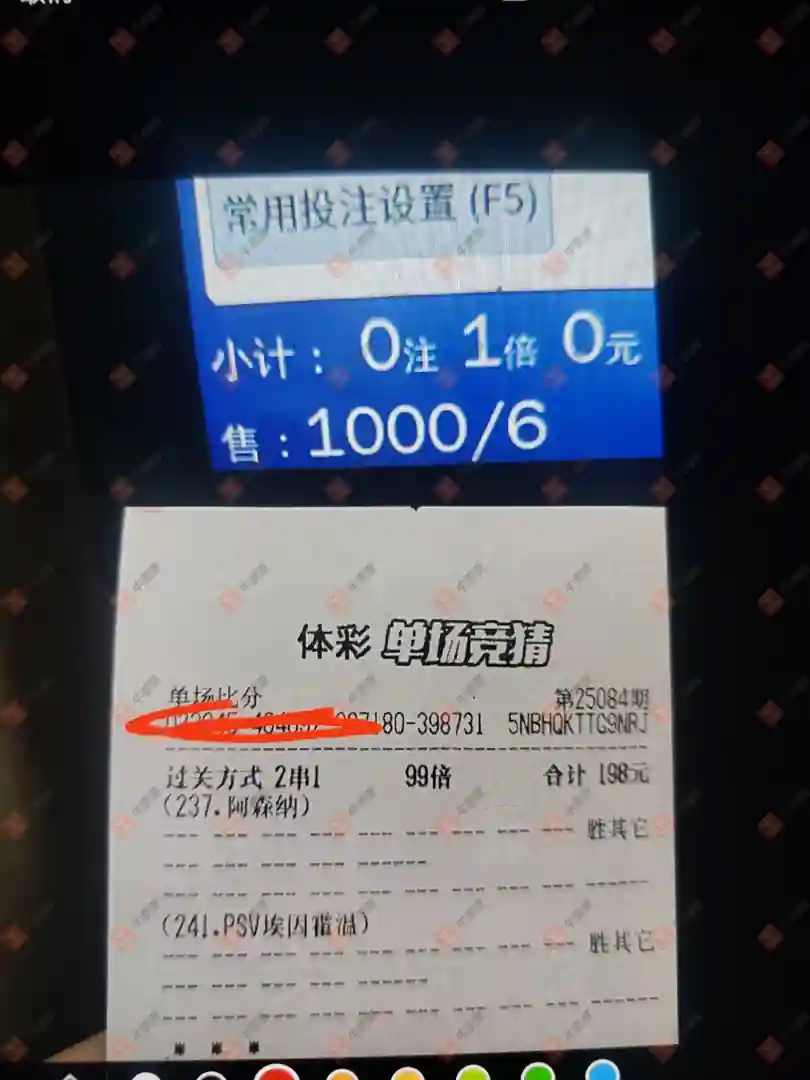 常用投注设置 (F5)
小计： 0注 1倍 0元
售：1000/6
体彩 单场竞猜
单场比分 第25084期
80-398731 5NBHQKTTG9NRJ
过关方式 2串1 99倍 合计 198元
(237.阿森纳)
胜其它
(241.PSV埃因霍温)
胜其它